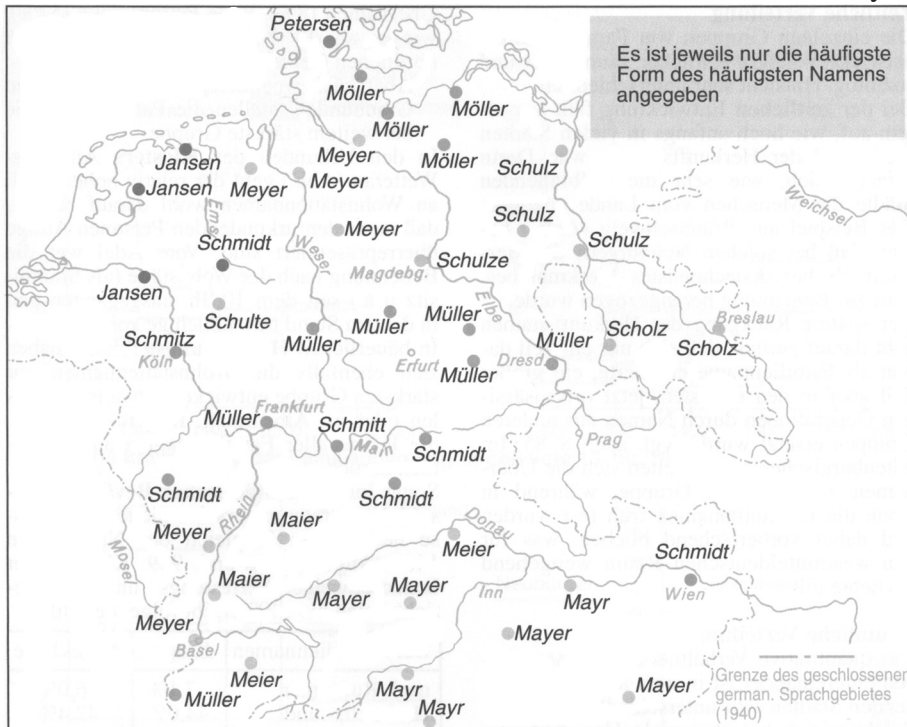 Petersen
Es ist jeweils nur die häufigste
Form des häufigsten Namens
angegeben
Möller
Möller
Möller
Jansen
Meyer
Möller
Schulz
Jansen
Meyer
Meyer
Ems
Weichsel
Schulz
Meyer
Schmidt
Weser
Schulz
Schulze
Magdebg.
Jansen
Elbe
Schulte
Müller
Müller
Müller
Scholz
Breslau
Schmitz
Müller
Scholz
Köln
Erfurt
Müller
Dresd.
Müller
Frankfurt
Schmitt
Main
Schmidt
Prag
Schmidt
Schmidt
Rhein
Meyer
Maier
Donau
Meier
Schmidt
Mosel
Maier
Mayer
Mayer
Inn
Mayr
Wien
Meyer
Basel
Mayer
Meier
Mayr
Mayer
Müller
Grenze des geschlossenen
german. Sprachgebietes
(1940)